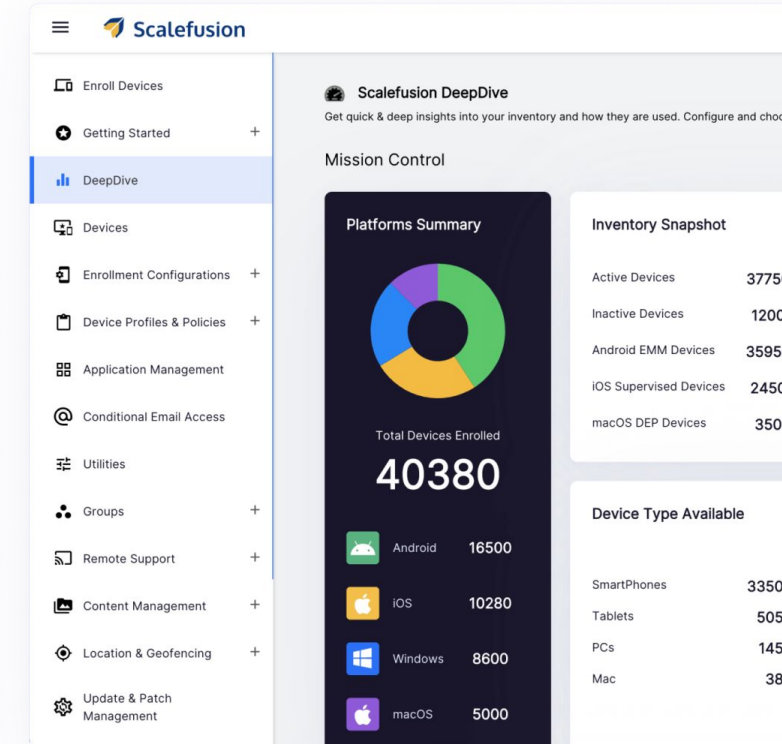 Scalefusion
Enroll Devices
Getting Started +
DeepDive
Devices
Enrollment Configurations +
Device Profiles & Policies +
Application Management
Conditional Email Access
Utilities
Groups +
Remote Support +
Content Management +
Location & Geofencing +
Update & Patch
Management
Scalefusion DeepDive
Get quick & deep insights into your inventory and how they are used. Configure and
Mission Control
Platforms Summary
Total Devices Enrolled
40380
Android 16500
iOS 10280
Windows 8600
macOS 5000
Inventory Snapshot
Active Devices
Inactive Devices
Android EMM Devices
iOS Supervised Devices
macOS DEP Devices
Device Type Available
SmartPhones
Tablets
PCs
Mac